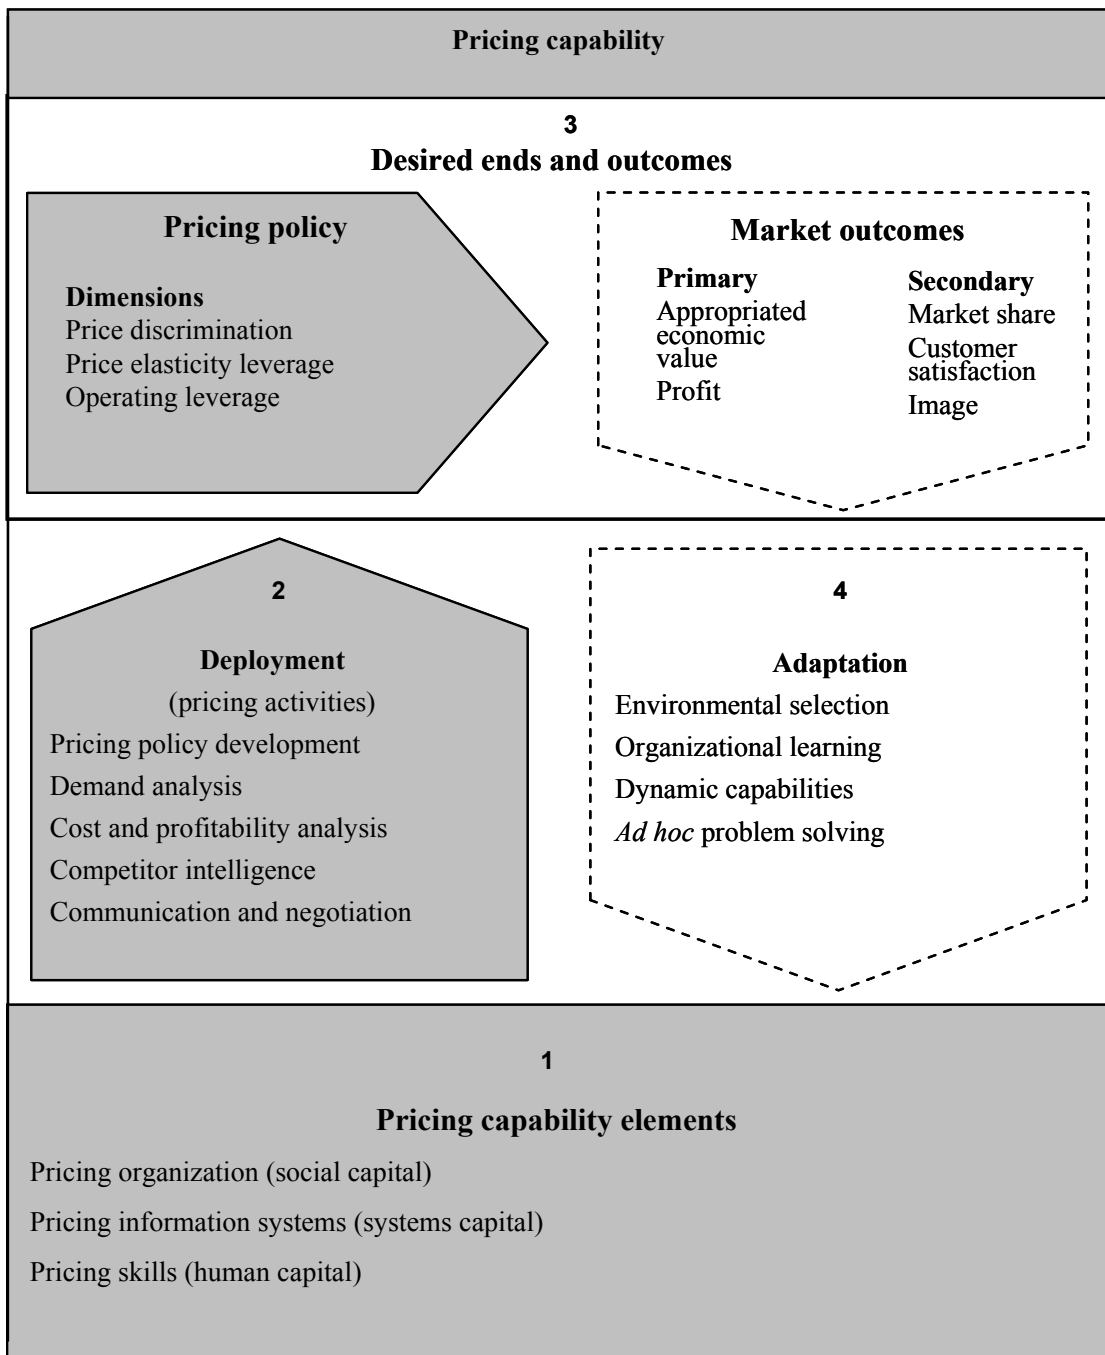 Pricing capability
3
Desired ends and outcomes
Pricing policy
Dimensions
Price discrimination
Price elasticity leverage
Operating leverage
Market outcomes
Primary
Appropriated
economic
value
Profit
Secondary
Market share
Customer
satisfaction
Image
2
Deployment
(pricing activities)
Pricing policy development
Demand analysis
Cost and profitability analysis
Competitor intelligence
Communication and negotiation
4
Adaptation
Environmental selection
Organizational learning
Dynamic capabilities
Ad hoc problem solving
1
Pricing capability elements
Pricing organization (social capital)
Pricing information systems (systems capital)
Pricing skills (human capital)